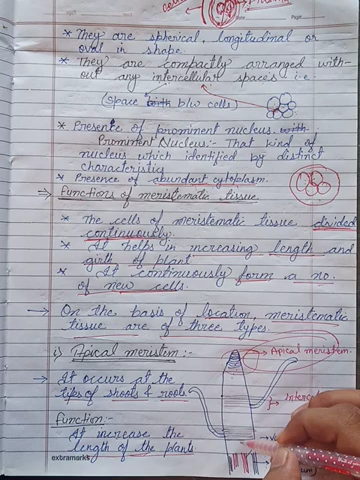 Date
Page
* They are spherical, longitudinal or
oval in shape.
* They are compactly arranged with-
out any intercellular spaces i.e.
(Space b/w cells)
* Presence of prominent nucleus.
Prominent Nucleus:- That kind of
nucleus which identified by distinct
characteristics
* Presence of abundant cytoplasm.
Functions of meristematic tissue
* The cells of meristematic tissue divided
continuously.
* It helps in increasing length and
girth of plant
* It continuously form a no.
of new cells.
→ On the basis of location, meristematic
tissue are of three types.
i) Apical meristem:-
Apical meristem
→ It occurs at the
tips of shoots & roots
Function:-
It increase the
length of the plants
extramarks